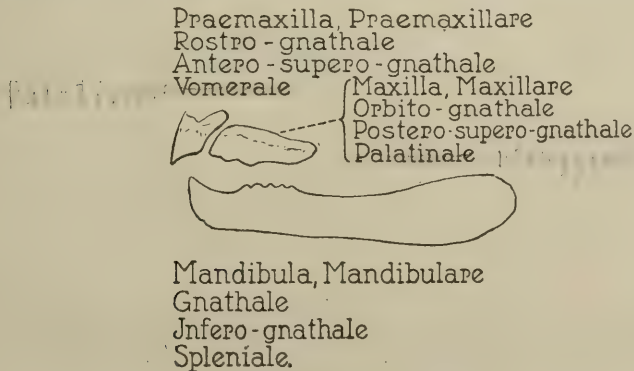 Praemaxilla, Praemaxillare
Rostro-gnathale
Antero-supero-gnathale
Vomerale
Maxilla, Maxillare
Orbito-gnathale
Postero-supero-gnathale
Palatinale
Mandibula, Mandibulare
Gnathale
Jnfero-gnathale
Spleniale.